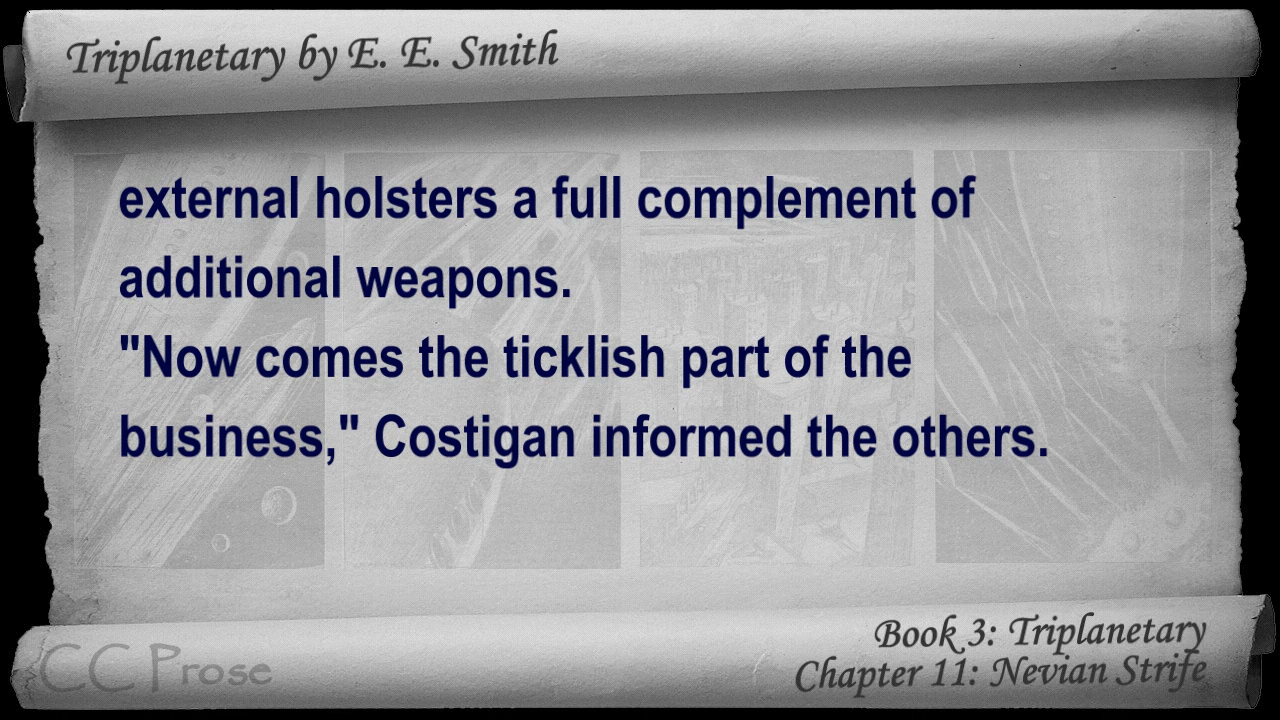 Triplanetary by E. E. Smith
external holsters a full complement of
additional weapons.
"Now comes the ticklish part of the
business," Costigan informed the others.
Book 3: Triplanetary
Chapter 11: Nevian Strife
CC Prose